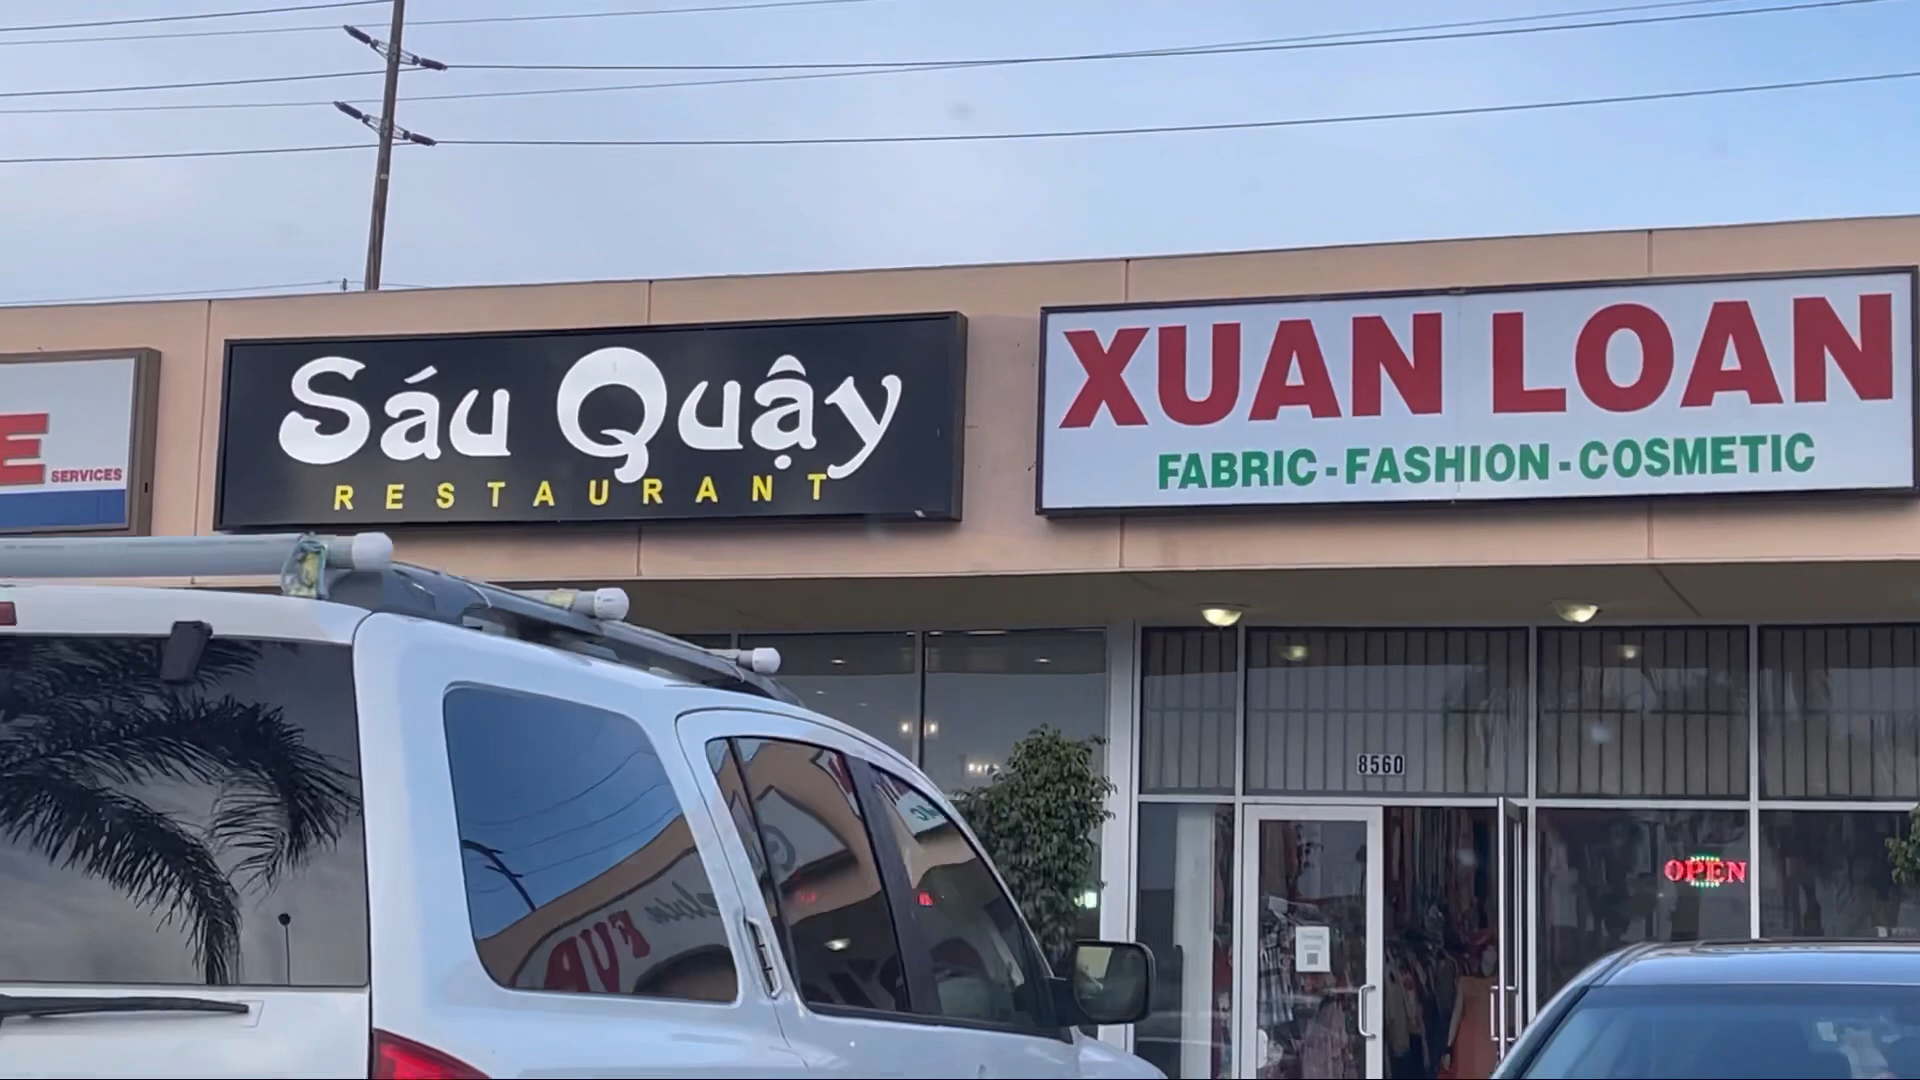 E SERVICES
Sáu Quậy
RESTAURANT
XUAN LOAN
FABRIC - FASHION - COSMETIC
8560
OPEN